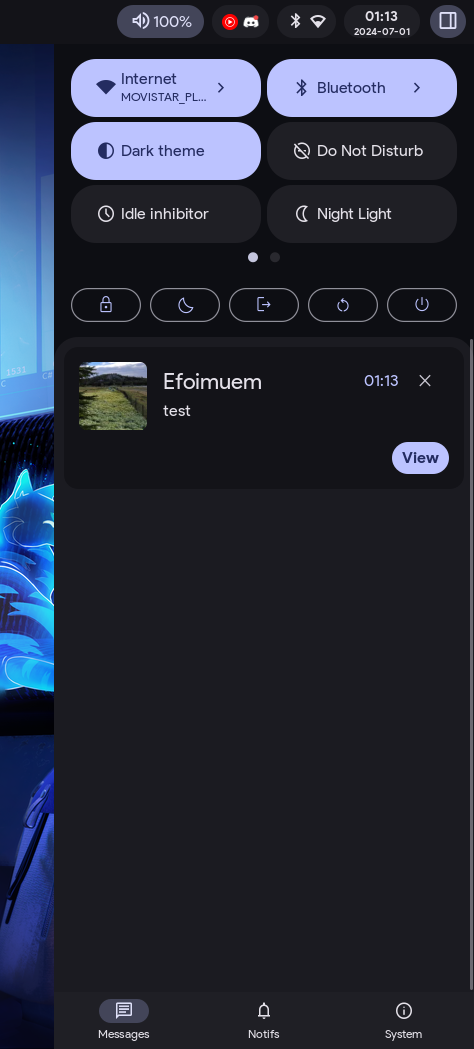 100%
01:13
2024-07-01
Internet
MOVISTAR_PL...
Bluetooth
Dark theme
Do Not Disturb
Idle inhibitor
Night Light
Efoimuem
01:13
test
View
1531
Messages
Notifs
System